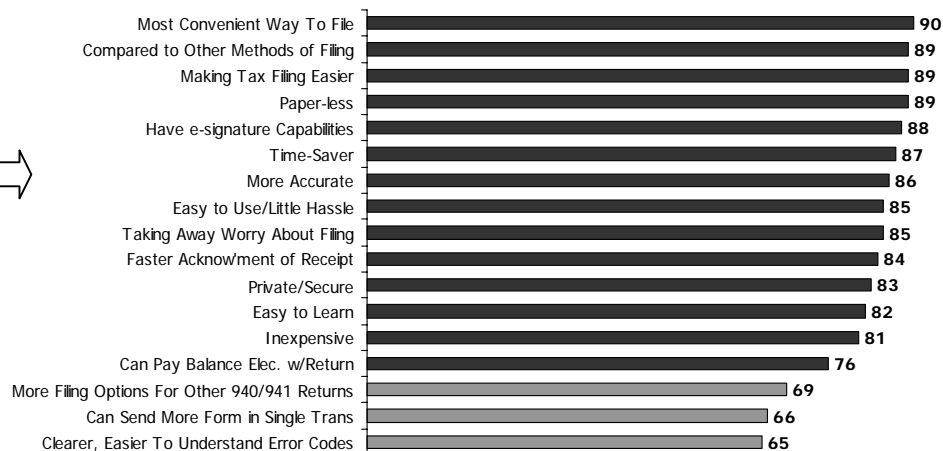 Most Convenient Way To File 90
Compared to Other Methods of Filing 89
Making Tax Filing Easier 89
Paper-less 89
Have e-signature Capabilities 88
Time-Saver 87
More Accurate 86
Easy to Use/Little Hassle 85
Taking Away Worry About Filing 85
Faster Acknow'ment of Receipt 84
Private/Secure 83
Easy to Learn 82
Inexpensive 81
Can Pay Balance Elec. w/Return 76
More Filing Options For Other 940/941 Returns 69
Can Send More Form in Single Trans 66
Clearer, Easier To Understand Error Codes 65